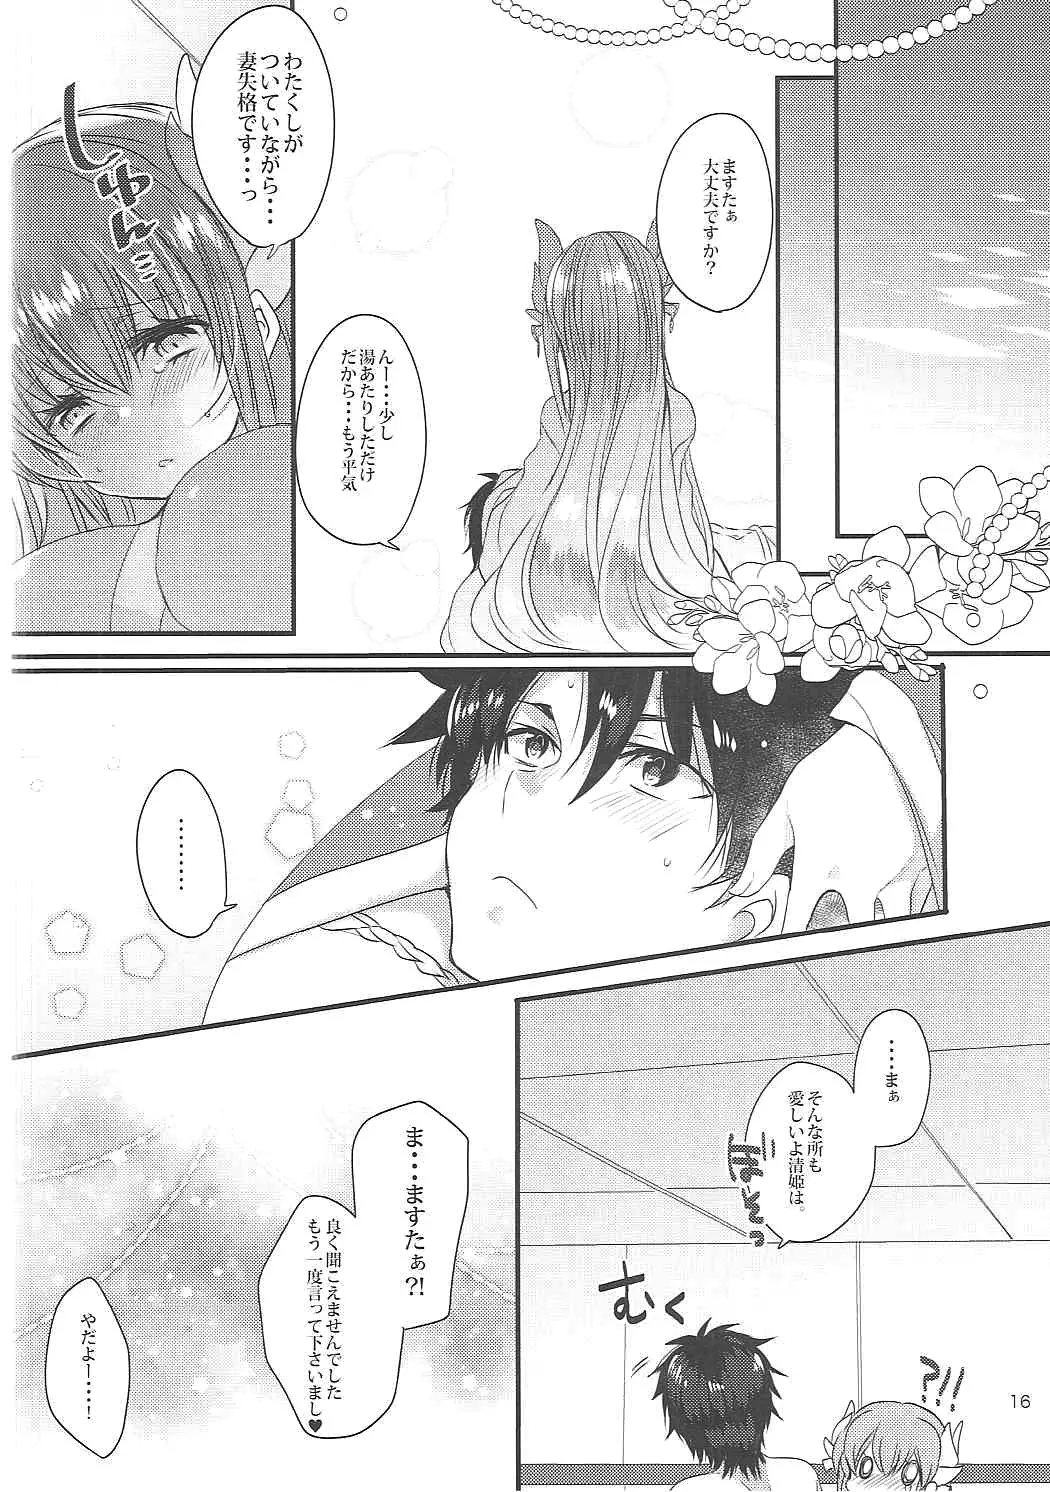 ますたぁ
大丈夫ですか？
んー・・・少し
湯あたりしただけ
だから・・・もう平気
わたくしが
ついていながら・・・
妻失格です・・・っ
しゅん
・・・・・・・・・
・・・まぁ
そんな所も
愛しいよ清姫は。
ぼそっ
むく
?!!
ま・・・ますたぁ?!
良く聞こえませんでした
もう一度言って下さいまし♥
やだよー・・・！
16